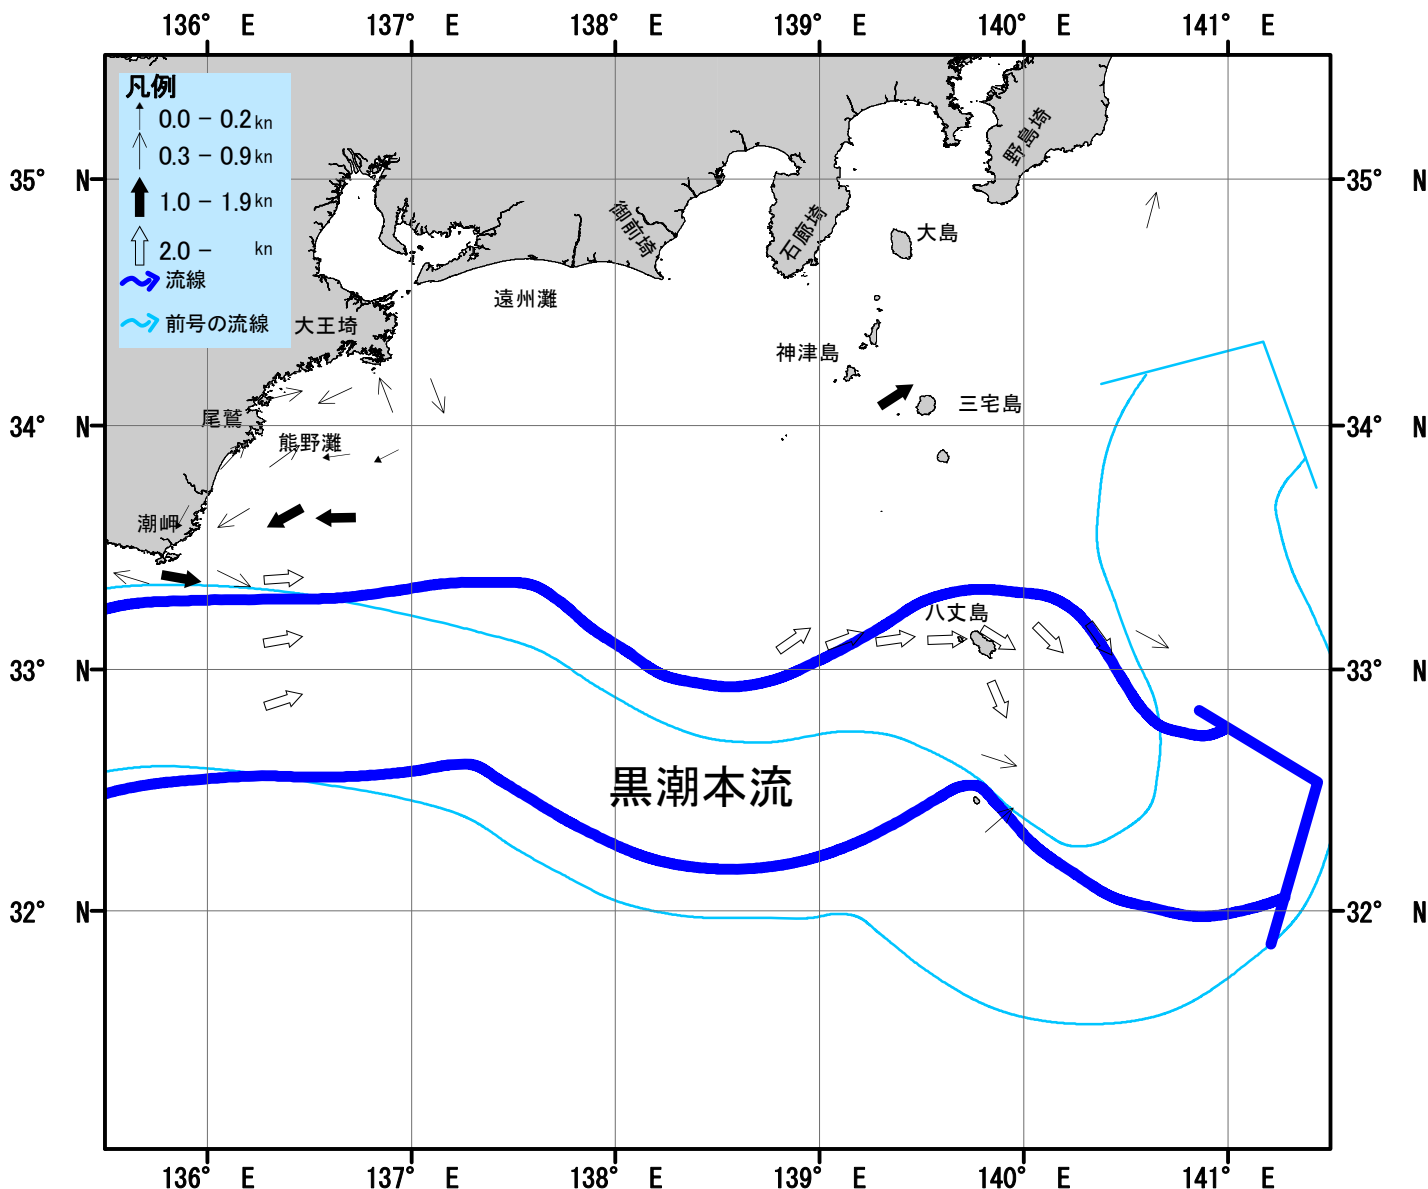 136° E 137° E 138° E 139° E 140° E 141° E
凡例
0.0 - 0.2 kn
0.3 - 0.9 kn
1.0 - 1.9 kn
2.0 - kn
流線
前号の流線
野島埼
35° N
35° N
御前埼
石廊埼
大島
遠州灘
大王埼
神津島
三宅島
尾鷲
34° N
34° N
熊野灘
潮岬
八丈島
33° N
33° N
黒潮本流
32° N
32° N
136° E 137° E 138° E 139° E 140° E 141° E